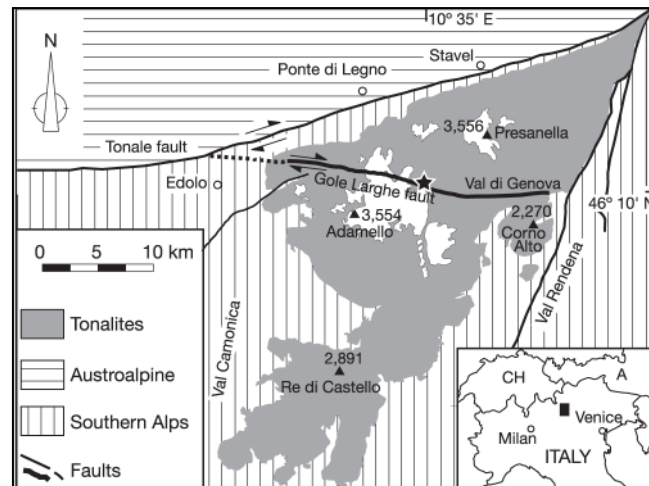 10º 35' E
N
Stavel
Ponte di Legno
3,556
Presanella
Tonale fault
Gole Larghe fault
Val di Genova
Edolo
46º 10' N
3,554
Adamello
2,270
Corno
Alto
0 5 10 km
Val Rendena
Val Camonica
Tonalites
2,891
Re di Castello
Austroalpine
CH
A
Southern Alps
Milan
Venice
ITALY
Faults